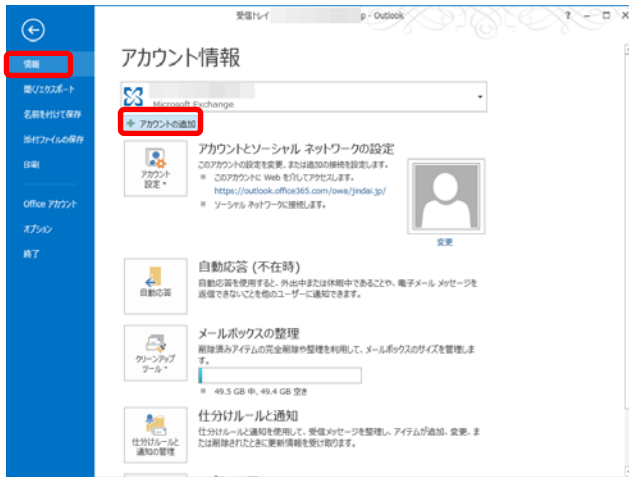 受信トレイ p - Outlook
?
情報
開く/エクスポート
名前を付けて保存
添付ファイルの保存
印刷
Office アカウント
オプション
終了
アカウント情報
Microsoft Exchange
アカウントの追加
アカウント
設定
アカウントとソーシャル ネットワークの設定
このアカウントの設定を変更、または追加の接続を設定します。
このアカウントに Web を介してアクセスします。
https://outlook.office365.com/owa/jindai.jp/
ソーシャル ネットワークに接続します。
変更
自動応答
自動応答 (不在時)
自動応答を使用すると、外出中または休暇中であることや、電子メール メッセージを
返信できないことを他のユーザーに通知できます。
クリーンアップ
ツール
メールボックスの整理
削除済みアイテムの完全削除や整理を利用して、メールボックスのサイズを管理しま
す。
49.5 GB 中、49.4 GB 空き
仕分けルールと
通知の管理
仕分けルールと通知
仕分けルールと通知を使用して、受信メッセージを整理し、アイテムが追加、変更、ま
たは削除されたときに更新情報を受け取ります。